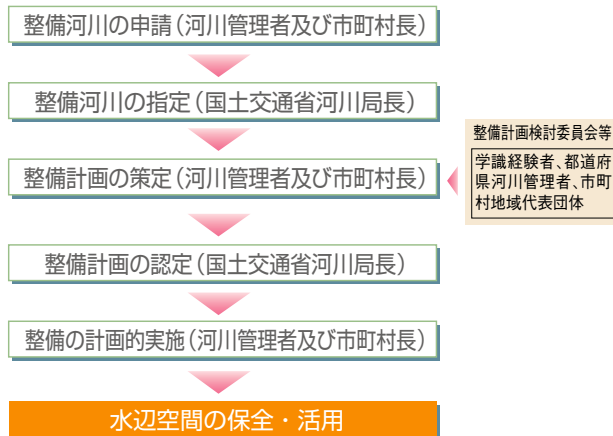 整備河川の申請(河川管理者及び市町村長)
整備河川の指定(国土交通省河川局長)
整備計画の策定(河川管理者及び市町村長)
整備計画検討委員会等
学識経験者、都道府
県河川管理者、市町
村地域代表団体
整備計画の認定(国土交通省河川局長)
整備の計画的実施(河川管理者及び市町村長)
水辺空間の保全・活用